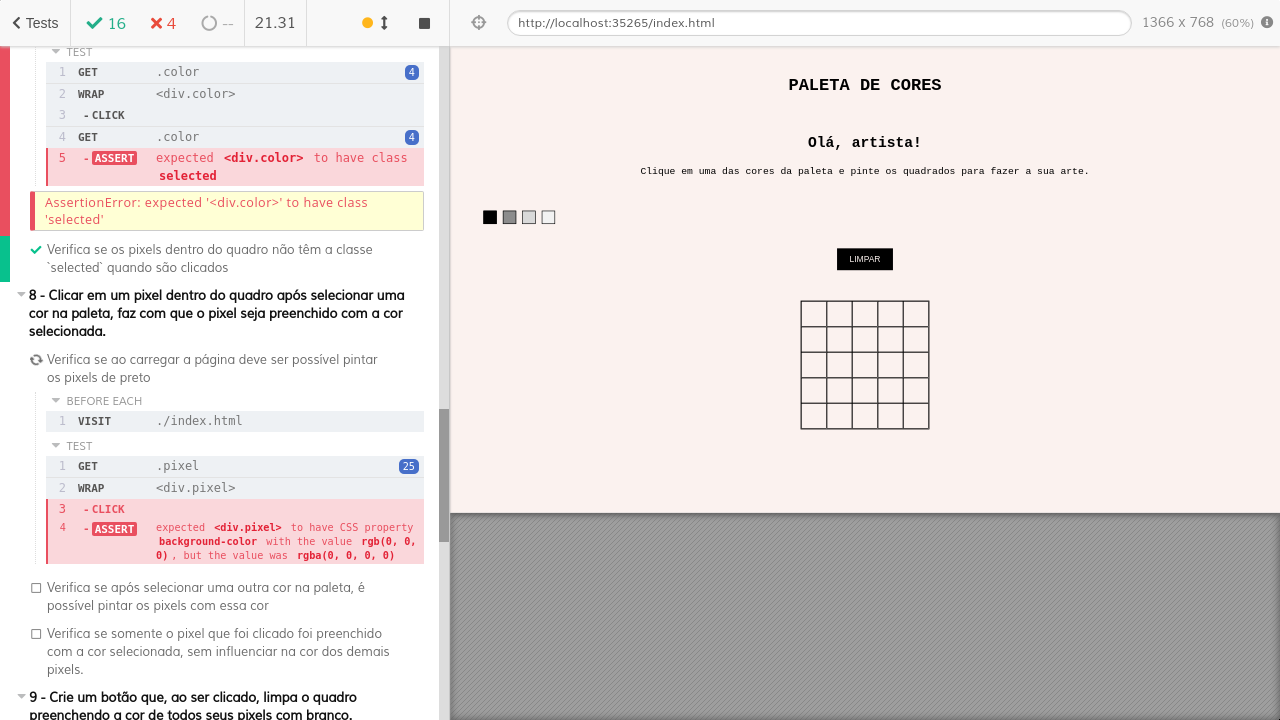 Tests 16 4 -- 21.31 http://localhost:35265/index.html 1366 x 768 (60%)
TEST
1 GET .color 4
2 WRAP <div.color>
3 -CLICK
4 GET .color 4
5 -ASSERT expected <div.color> to have class
selected
AssertionError: expected '<div.color>' to have class
'selected'
Verifica se os pixels dentro do quadro não têm a classe
`selected` quando são clicados
8 - Clicar em um pixel dentro do quadro após selecionar uma
cor na paleta, faz com que o pixel seja preenchido com a cor
selecionada.
Verifica se ao carregar a página deve ser possível pintar
os pixels de preto
BEFORE EACH
1 VISIT ./index.html
TEST
1 GET .pixel 25
2 WRAP <div.pixel>
3 -CLICK
4 -ASSERT expected <div.pixel> to have CSS property
background-color with the value rgb(0, 0,
0), but the value was rgba(0, 0, 0, 0)
Verifica se após selecionar uma outra cor na paleta, é
possível pintar os pixels com essa cor
Verifica se somente o pixel que foi clicado foi preenchido
com a cor selecionada, sem influenciar na cor dos demais
pixels.
9 - Crie um botão que, ao ser clicado, limpa o quadro
preenchendo a cor de todos seus pixels com branco.
PALETA DE CORES
Olá, artista!
Clique em uma das cores da paleta e pinte os quadrados para fazer a sua arte.
LIMPAR